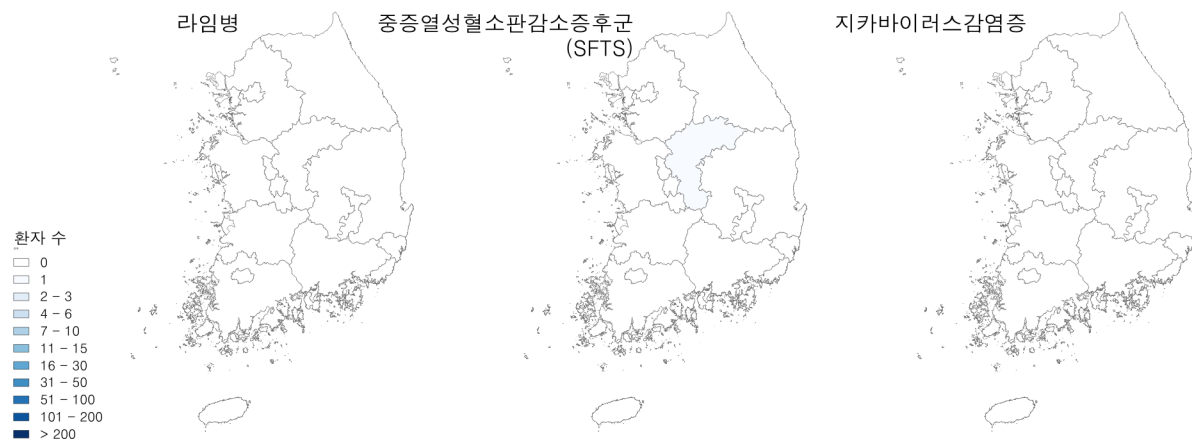 라임병
중증열성혈소판감소증후군
(SFTS)
지카바이러스감염증
환자 수
0
1
2 - 3
4 - 6
7 - 10
11 - 15
16 - 30
31 - 50
51 - 100
101 - 200
> 200